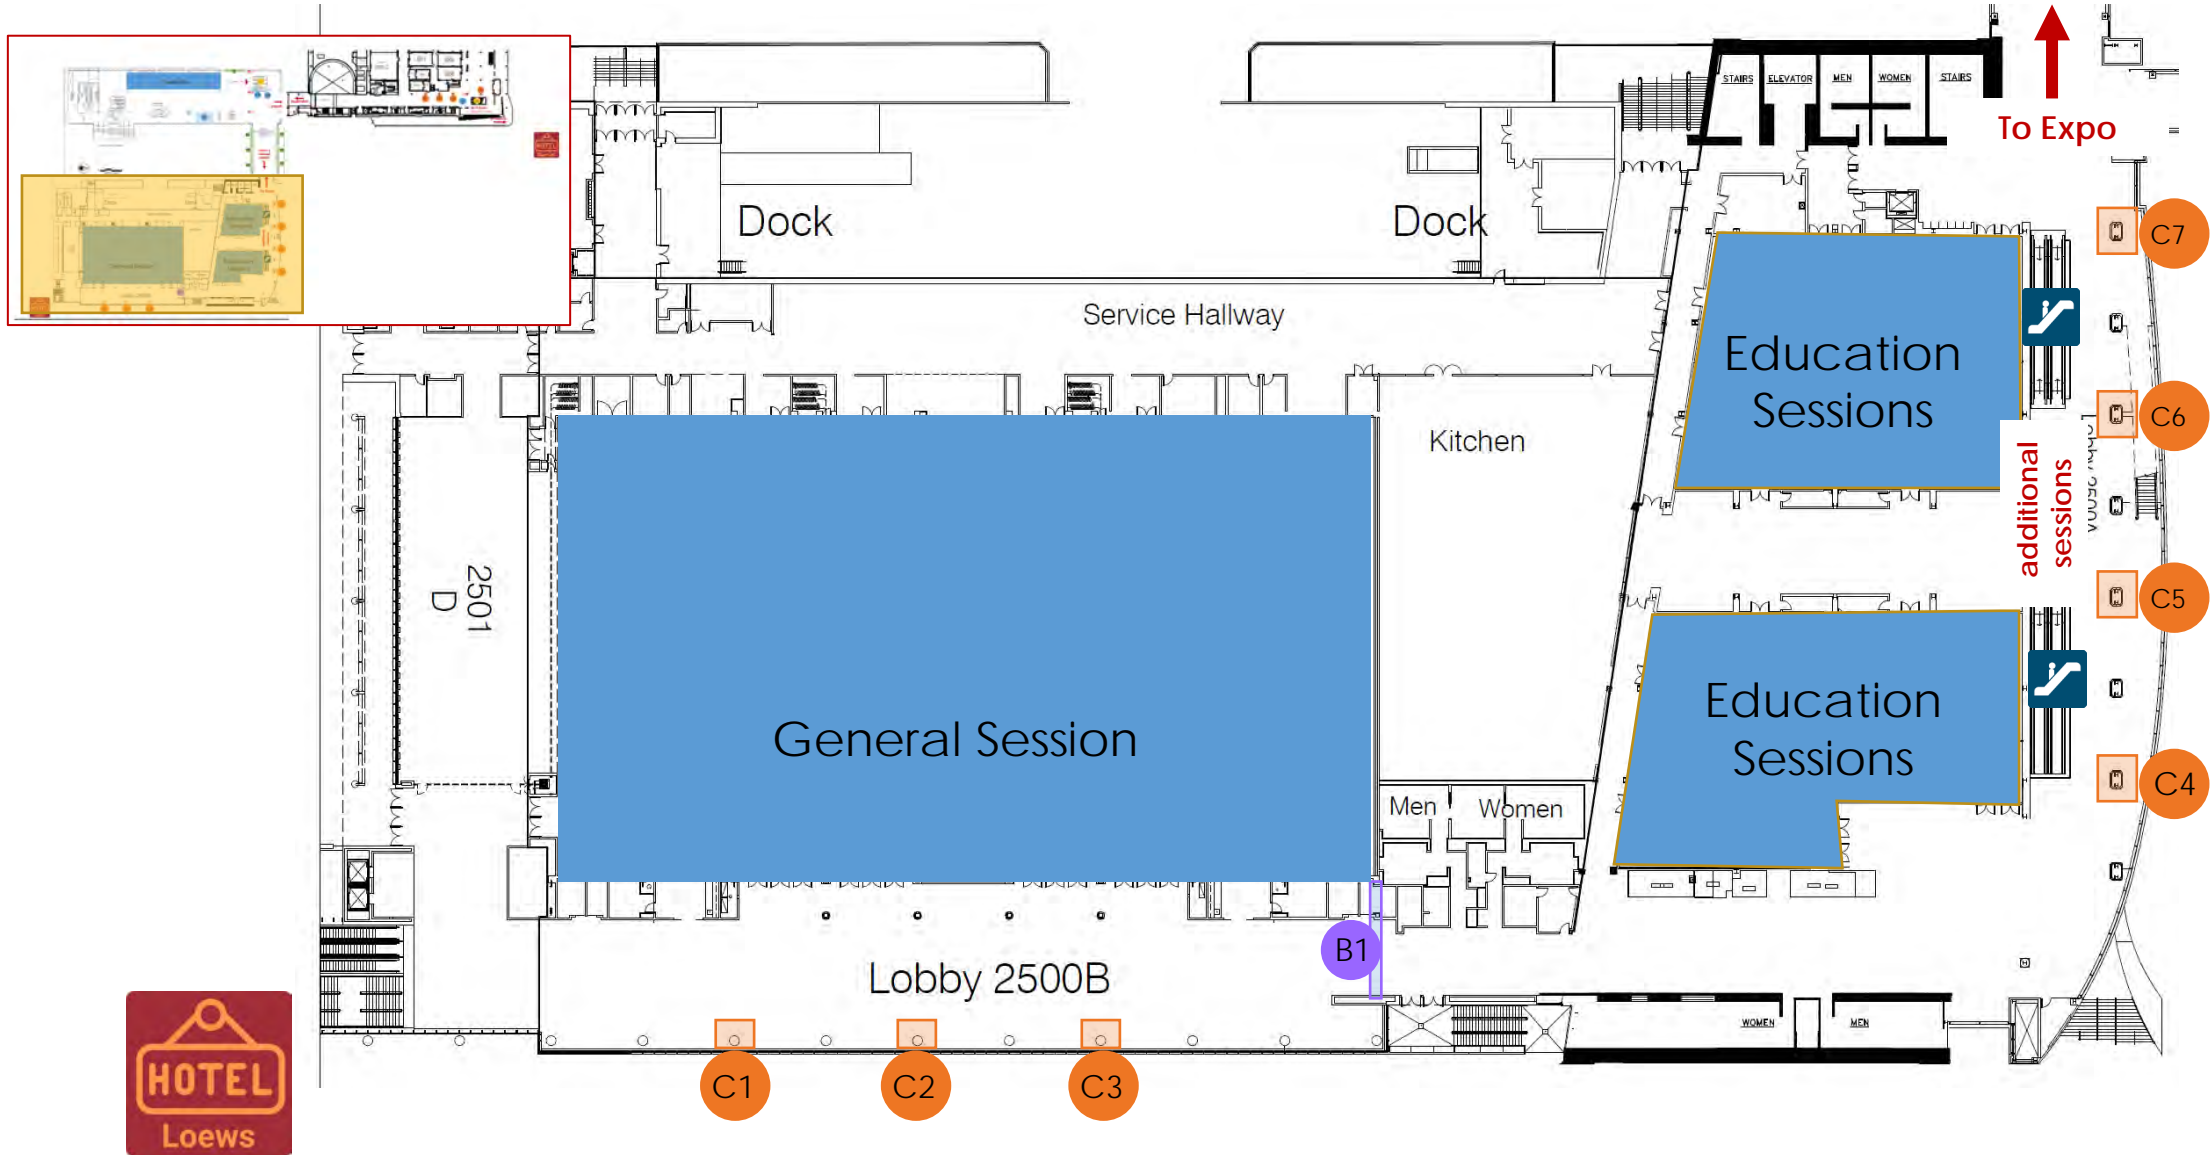 STAIRS
ELEVATOR
MEN
WOMEN
STAIRS
To Expo
HOTEL
Dock
Dock
C7
Service Hallway
Education
Sessions
C6
Kitchen
additional
sessions
2501
D
C5
General Session
Education
Sessions
C4
Men
Women
B1
Lobby 2500B
WOMEN
MEN
C1
C2
C3
HOTEL
Loews